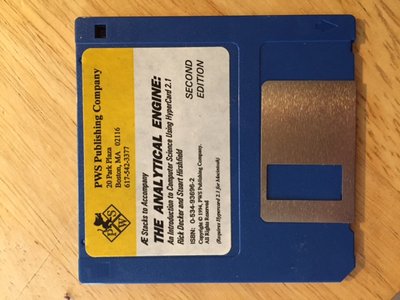 PWS Publishing Company
20 Park Plaza
Boston, MA 02116
617-542-3377
PWS
Æ Stacks to Accompany
THE ANALYTICAL ENGINE:
An Introduction to Computer Science Using HyperCard 2.1
Rick Decker and Stuart Hirshfield
SECOND
EDITION
ISBN: 0-534-93696-2
Copyright © 1994, PWS Publishing Company.
All Rights Reserved
(Requires Hypercard 2.1 for Macintosh)